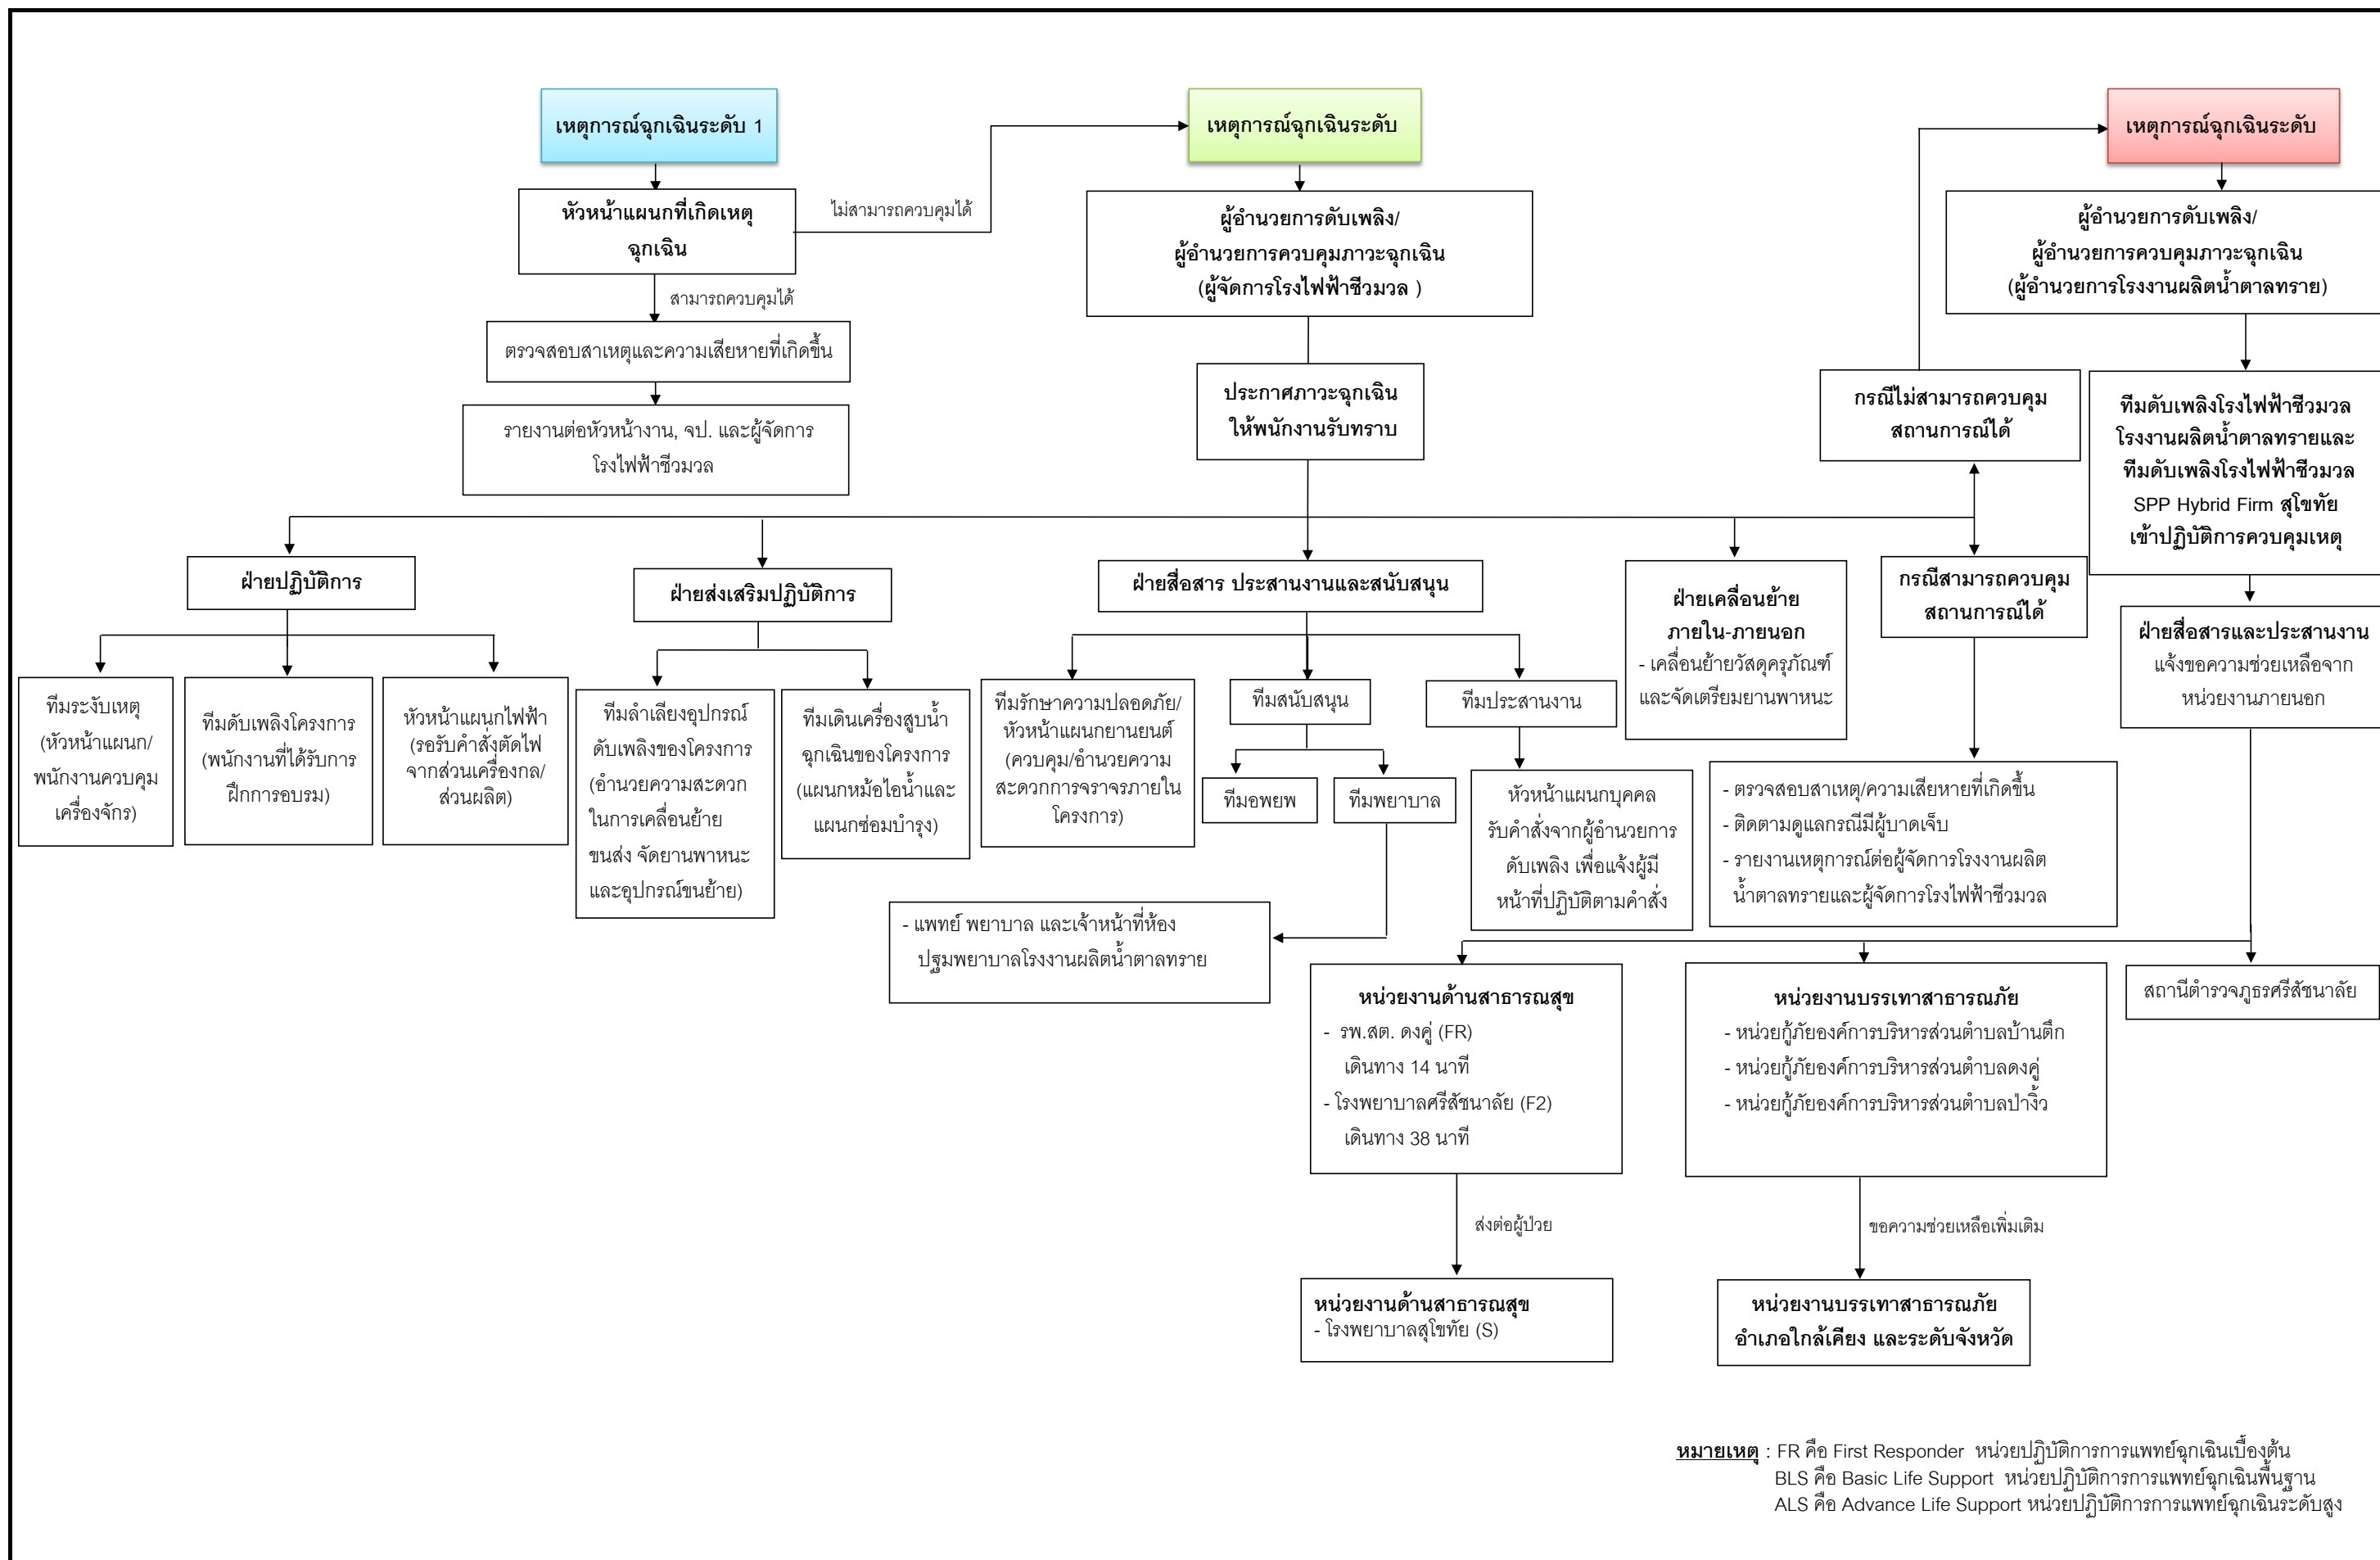 เหตุการณ์ฉุกเฉินระดับ 1
เหตุการณ์ฉุกเฉินระดับ
เหตุการณ์ฉุกเฉินระดับ
หัวหน้าแผนกที่เกิดเหตุ
ฉุกเฉิน
ไม่สามารถควบคุมได้
ผู้อำนวยการดับเพลิง/
ผู้อำนวยการควบคุมภาวะฉุกเฉิน
(ผู้จัดการโรงไฟฟ้าชีวมวล )
ผู้อำนวยการดับเพลิง/
ผู้อำนวยการควบคุมภาวะฉุกเฉิน
(ผู้อำนวยการโรงงานผลิตน้ำตาลทราย)
สามารถควบคุมได้
ตรวจสอบสาเหตุและความเสียหายที่เกิดขึ้น
รายงานต่อหัวหน้างาน, จป. และผู้จัดการ
โรงไฟฟ้าชีวมวล
ประกาศภาวะฉุกเฉิน
ให้พนักงานรับทราบ
กรณีไม่สามารถควบคุม
สถานการณ์ได้
ทีมดับเพลิงโรงไฟฟ้าชีวมวล
โรงงานผลิตน้ำตาลทรายและ
ทีมดับเพลิงโรงไฟฟ้าชีวมวล
SPP Hybrid Firm สุโขทัย
เข้าปฏิบัติการควบคุมเหตุ
ฝ่ายปฏิบัติการ
ฝ่ายส่งเสริมปฏิบัติการ
ฝ่ายสื่อสาร ประสานงานและสนับสนุน
ฝ่ายเคลื่อนย้าย
ภายใน-ภายนอก
- เคลื่อนย้ายวัสดุครุภัณฑ์
และจัดเตรียมยานพาหนะ
กรณีสามารถควบคุม
สถานการณ์ได้
ฝ่ายสื่อสารและประสานงาน
แจ้งขอความช่วยเหลือจาก
หน่วยงานภายนอก
ทีมระงับเหตุ
(หัวหน้าแผนก/
พนักงานควบคุม
เครื่องจักร)
ทีมดับเพลิงโครงการ
(พนักงานที่ได้รับการ
ฝึกการอบรม)
หัวหน้าแผนกไฟฟ้า
(รอรับคำสั่งตัดไฟ
จากส่วนเครื่องกล/
ส่วนผลิต)
ทีมลำเลียงอุปกรณ์
ดับเพลิงของโครงการ
(อำนวยความสะดวก
ในการเคลื่อนย้าย
ขนส่ง จัดยานพาหนะ
และอุปกรณ์ขนย้าย)
ทีมเดินเครื่องสูบน้ำ
ฉุกเฉินของโครงการ
(แผนกหม้อไอน้ำและ
แผนกซ่อมบำรุง)
ทีมรักษาความปลอดภัย/
หัวหน้าแผนกยานยนต์
(ควบคุม/อำนวยความ
สะดวกการจราจรภายใน
โครงการ)
ทีมสนับสนุน
ทีมประสานงาน
ทีมอพยพ
ทีมพยาบาล
หัวหน้าแผนกบุคคล
รับคำสั่งจากผู้อำนวยการ
ดับเพลิง เพื่อแจ้งผู้มี
หน้าที่ปฏิบัติตามคำสั่ง
- ตรวจสอบสาเหตุ/ความเสียหายที่เกิดขึ้น
- ติดตามดูแลกรณีมีผู้บาดเจ็บ
- รายงานเหตุการณ์ต่อผู้จัดการโรงงานผลิต
น้ำตาลทรายและผู้จัดการโรงไฟฟ้าชีวมวล
- แพทย์ พยาบาล และเจ้าหน้าที่ห้อง
ปฐมพยาบาลโรงงานผลิตน้ำตาลทราย
หน่วยงานด้านสาธารณสุข
- รพ.สต. ดงคู่ (FR)
เดินทาง 14 นาที
- โรงพยาบาลศรีสัชนาลัย (F2)
เดินทาง 38 นาที
หน่วยงานบรรเทาสาธารณภัย
- หน่วยกู้ภัยองค์การบริหารส่วนตำบลบ้านตึก
- หน่วยกู้ภัยองค์การบริหารส่วนตำบลดงคู่
- หน่วยกู้ภัยองค์การบริหารส่วนตำบลป่างิ้ว
สถานีตำรวจภูธรศรีสัชนาลัย
ส่งต่อผู้ป่วย
ขอความช่วยเหลือเพิ่มเติม
หน่วยงานด้านสาธารณสุข
- โรงพยาบาลสุโขทัย (S)
หน่วยงานบรรเทาสาธารณภัย
อำเภอใกล้เคียง และระดับจังหวัด
หมายเหตุ : FR คือ First Responder หน่วยปฏิบัติการการแพทย์ฉุกเฉินเบื้องต้น
BLS คือ Basic Life Support หน่วยปฏิบัติการการแพทย์ฉุกเฉินพื้นฐาน
ALS คือ Advance Life Support หน่วยปฏิบัติการการแพทย์ฉุกเฉินระดับสูง